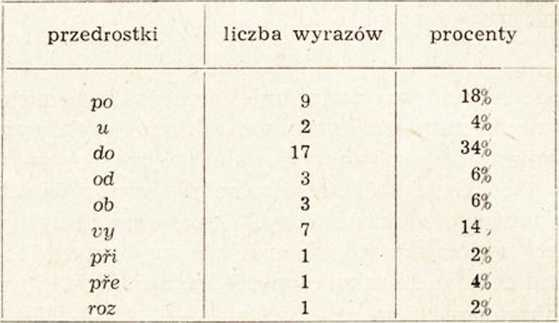 przedrostki liczba wyrazów procenty
po 9 18%
u 2 4%
do 17 34%
od 3 6%
ob 3 6%
vy 7 14
při 1 2%
pře 1 4%
roz 1 2%